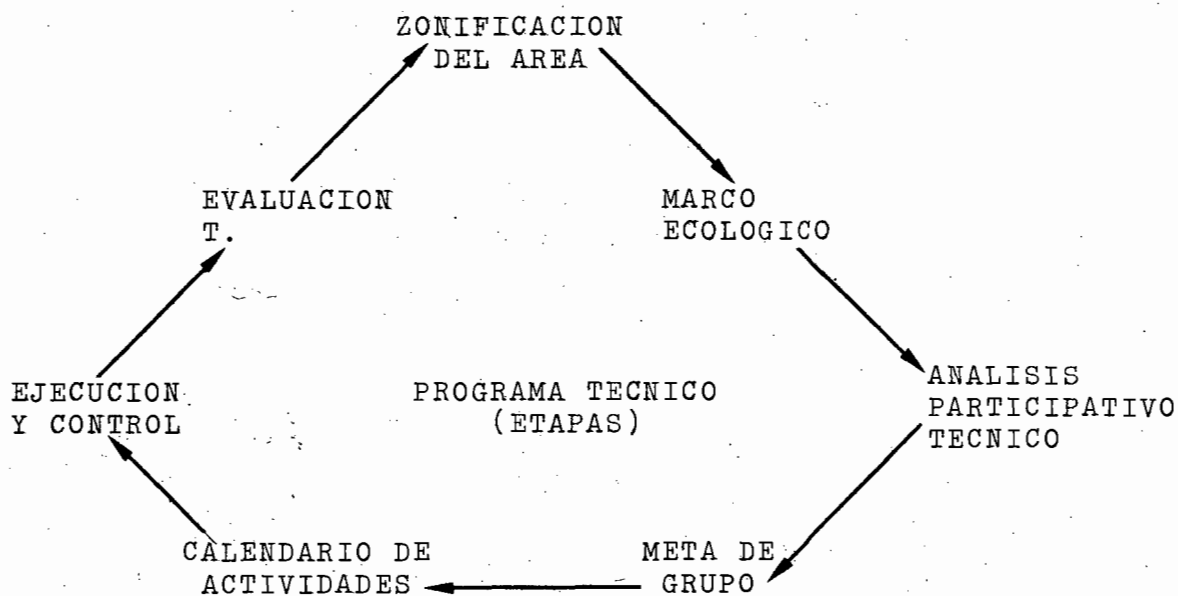 ZONIFICACION
DEL AREA
EVALUACION
T.
MARCO
ECOLOGICO
EJECUCION
Y CONTROL
PROGRAMA TECNICO
(ETAPAS)
ANALISIS
PARTICIPATIVO
TECNICO
CALENDARIO DE
ACTIVIDADES
META DE
GRUPO